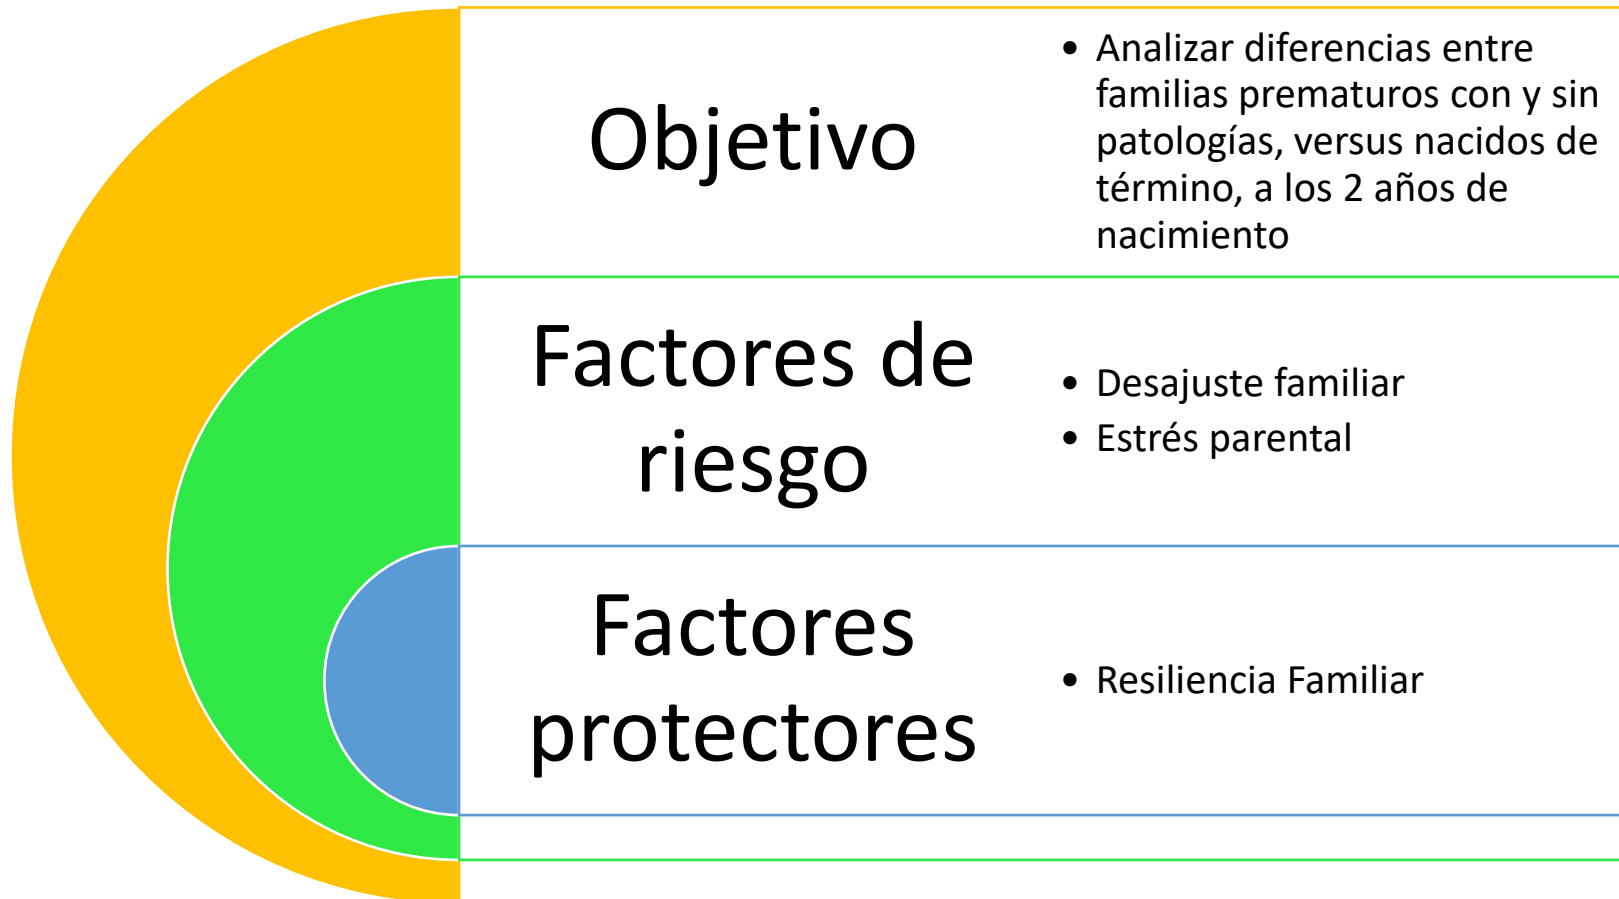 Objetivo
• Analizar diferencias entre
familias prematuros con y sin
patologías, versus nacidos de
término, a los 2 años de
nacimiento
Factores de
riesgo
• Desajuste familiar
• Estrés parental
Factores
protectores
• Resiliencia Familiar